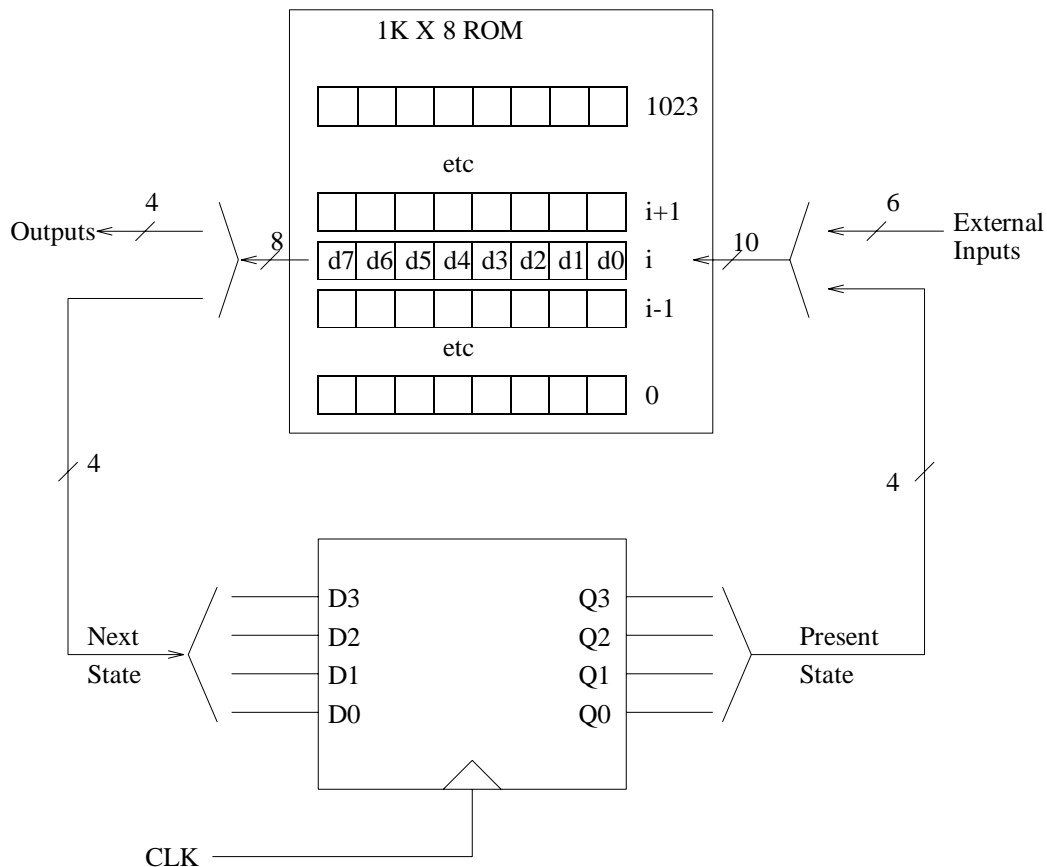 1K X 8 ROM
1023
etc
4
6
i+1
Outputs
External
Inputs
8
d7 d6 d5 d4 d3 d2 d1 d0
i
10
i-1
etc
0
4
4
D3
Q3
Next
D2
Q2
Present
State
D1
Q1
State
D0
Q0
CLK